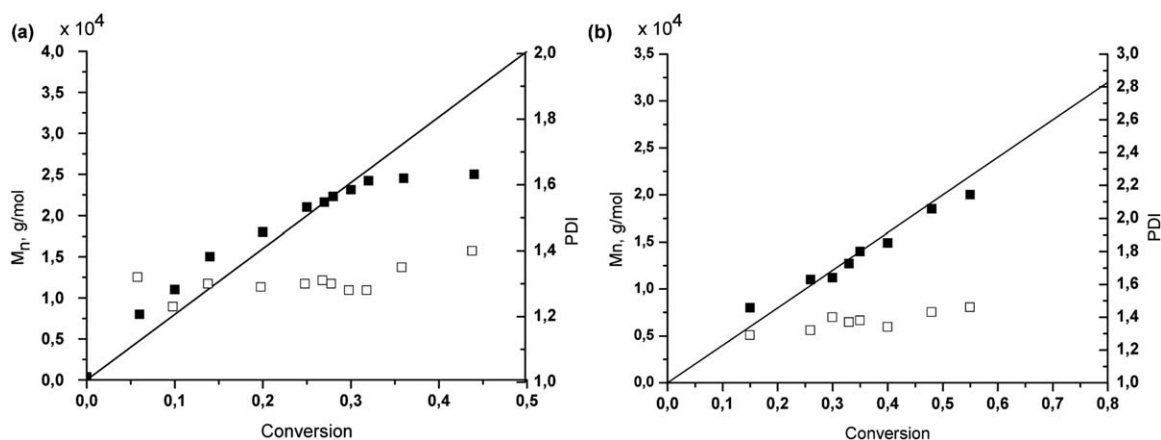 (a)
x 10⁴
4,0
3,5
3,0
2,5
2,0
1,5
1,0
0,5
0,0
Mₙ, g/mol
2,0
1,8
1,6
1,4
1,2
1,0
PDI
0,0 0,1 0,2 0,3 0,4 0,5
Conversion
(b)
x 10⁴
3,5
3,0
2,5
2,0
1,5
1,0
0,5
0,0
Mn, g/mol
3,0
2,8
2,6
2,4
2,2
2,0
1,8
1,6
1,4
1,2
1,0
PDI
0,0 0,1 0,2 0,3 0,4 0,5 0,6 0,7 0,8
Conversion